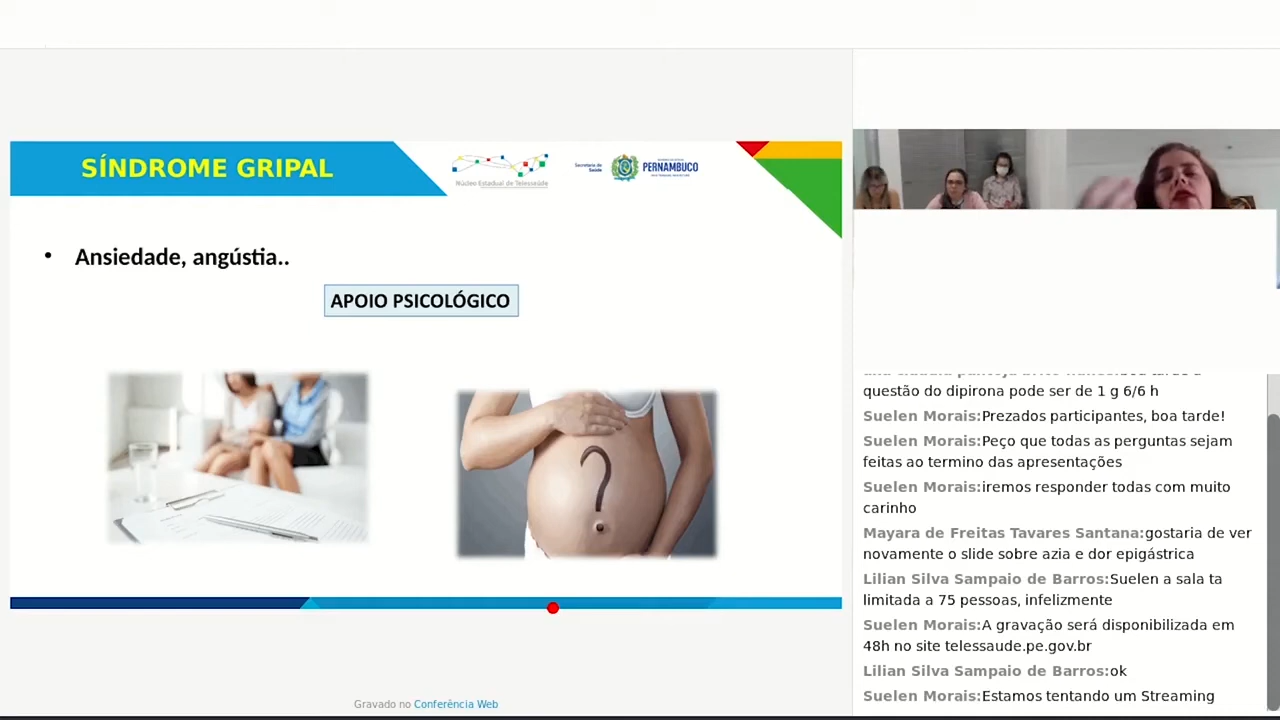 SÍNDROME GRIPAL
Núcleo Estadual de Telessaúde
Secretaria de
Saúde
PERNAMBUCO
• Ansiedade, angústia..
APOIO PSICOLÓGICO
?
Gravado no Conferência Web
questão do dipirona pode ser de 1 g 6/6 h
Suelen Morais:Prezados participantes, boa tarde!
Suelen Morais:Peço que todas as perguntas sejam
feitas ao termino das apresentações
Suelen Morais:iremos responder todas com muito
carinho
Mayara de Freitas Tavares Santana:gostaria de ver
novamente o slide sobre azia e dor epigástrica
Lilian Silva Sampaio de Barros:Suelen a sala ta
limitada a 75 pessoas, infelizmente
Suelen Morais:A gravação será disponibilizada em
48h no site telessaude.pe.gov.br
Lilian Silva Sampaio de Barros:ok
Suelen Morais:Estamos tentando um Streaming